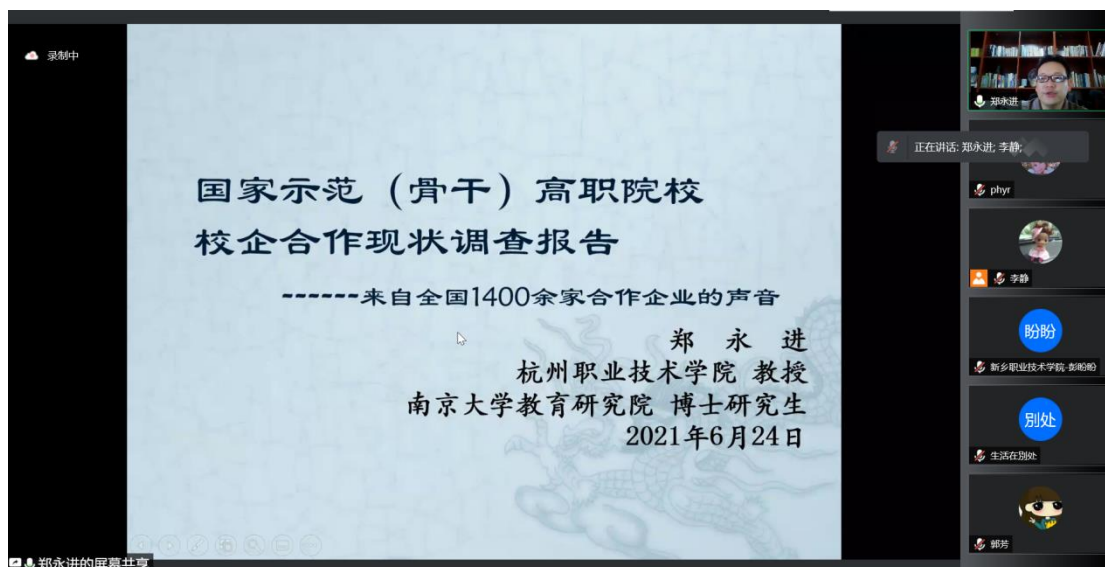 录制中
国家示范（骨干）高职院校
校企合作现状调查报告
------来自全国1400余家合作企业的声音
郑 永 进
杭州职业技术学院 教授
南京大学教育研究院 博士研究生
2021年6月24日
郑永进的屏幕共享
郑永进
正在讲话: 郑永进; 李静;
phyr
李静
盼盼
新乡职业技术学院-彭盼盼
别处
生活在别处
郭芳